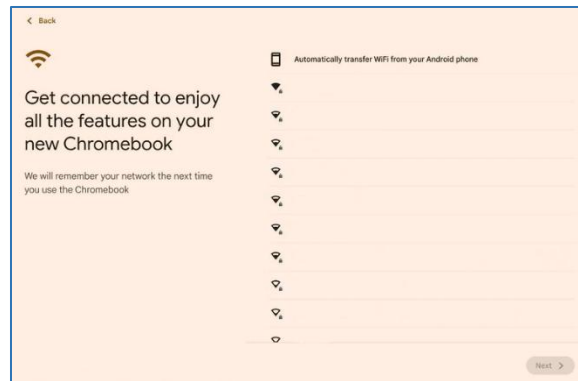 Back
Automatically transfer WiFi from your Android phone
Get connected to enjoy
all the features on your
new Chromebook
We will remember your network the next time
you use the Chromebook
Next